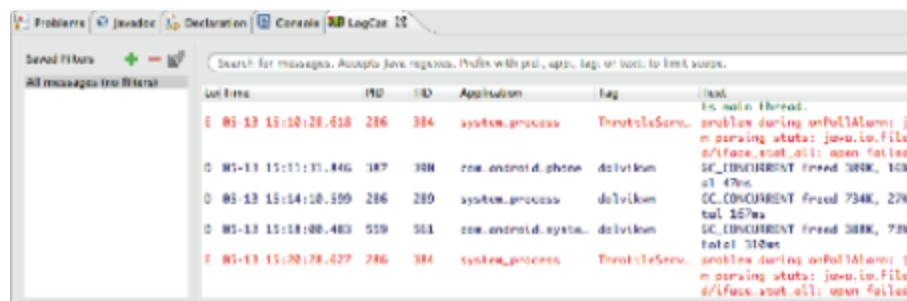 Problems Javadoc Declaration Console LogCat
Saved Filters
Search for messages. Accepts Java regexes. Prefix with pid:, app:, tag: or text: to limit scope.
All messages (no filters)
Time PID TID Application Tag Text
ts main thread.
E 05-13 15:10:28.618 286 384 system_process ThrottleServ… problem during onPollAlarm: j
m parsing stats: java.io.File
d/iface_stat_all: open failed
D 05-13 15:11:31.846 387 com.android.phone dalvikvm GC_CONCURRENT freed 389K,
al 47ms
D 05-13 15:14:10.599 286 289 system_process dalvikvm GC_CONCURRENT freed 734K, 27%
tal 167ms
D 05-13 15:18:00.483 559 561 com.android.syste… dalvikvm GC_CONCURRENT freed 388K,
total 310ms
E 05-13 15:20:28.627 286 384 system_process ThrottleServ… problem during onPollAlarm: j
m parsing stats: java.io.File
d/iface_stat_all: open failed